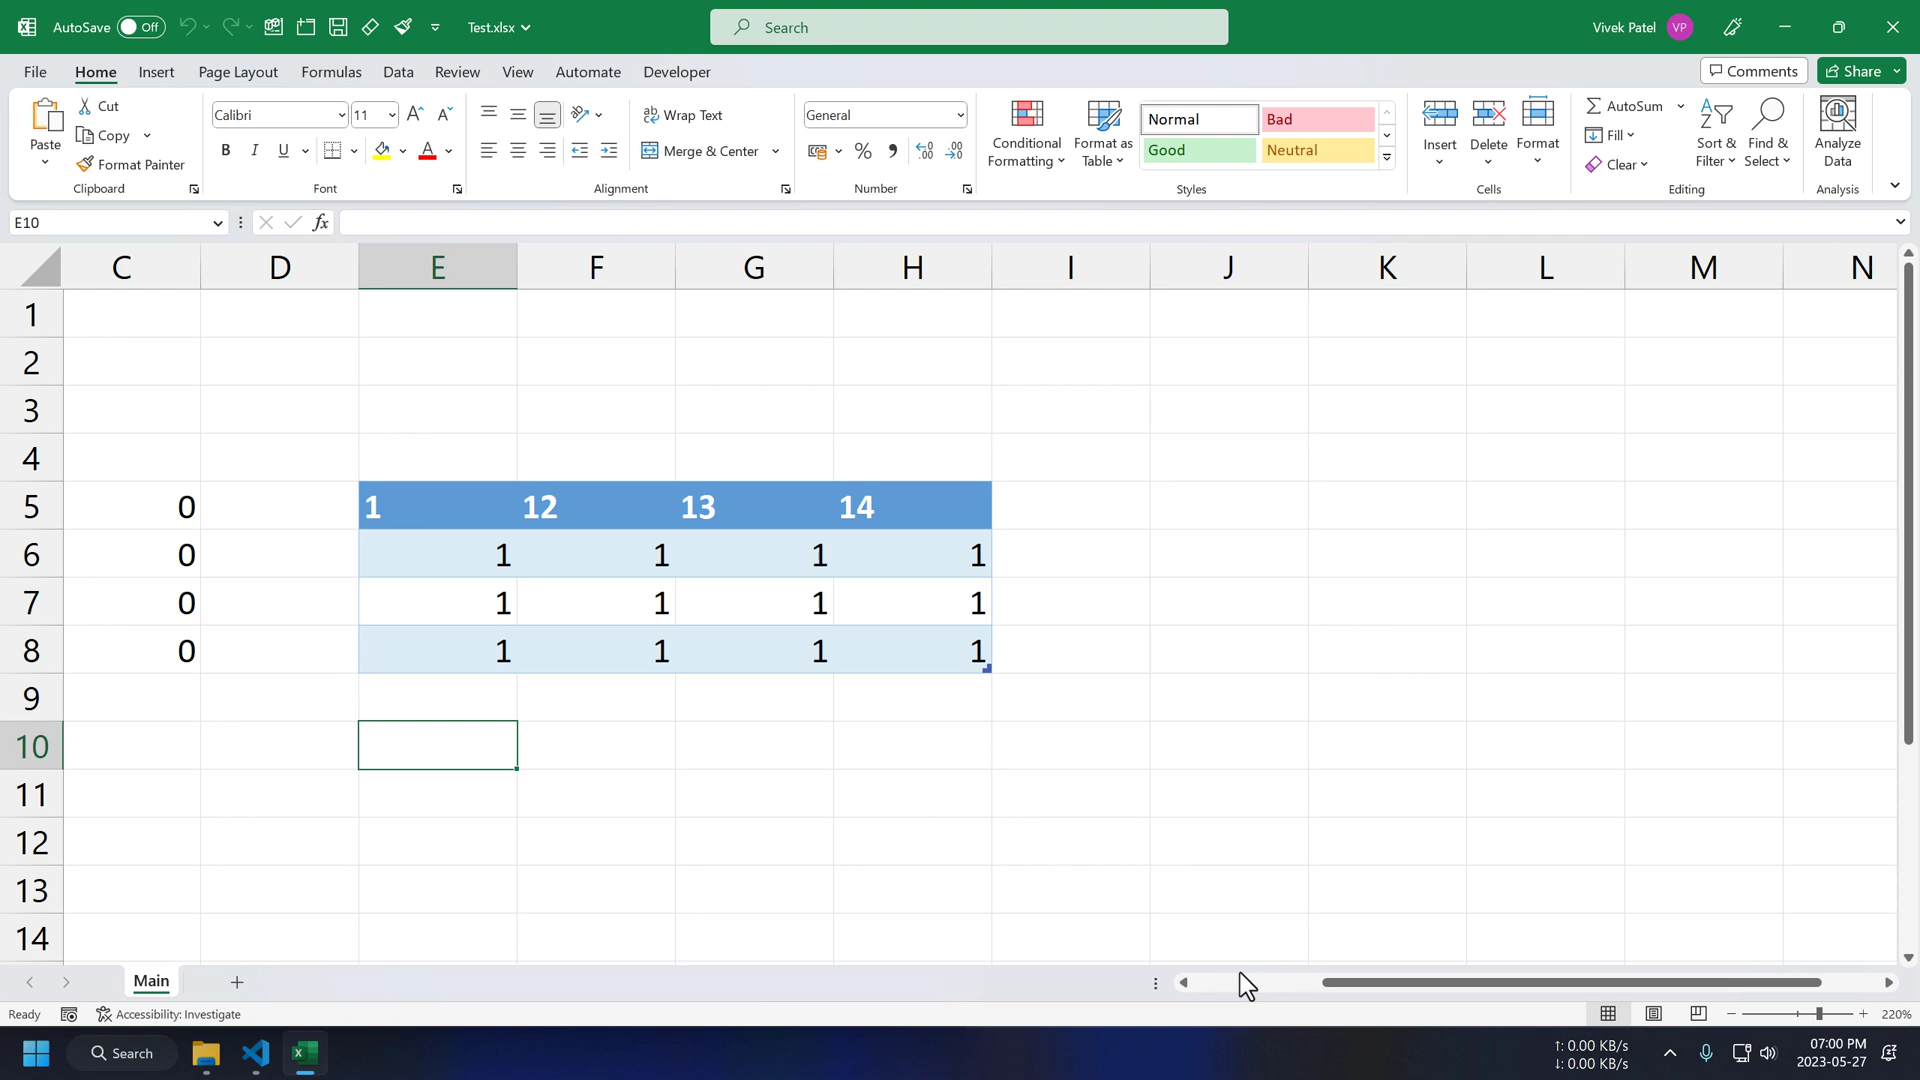 AutoSave Off Test.xlsx Search Vivek Patel VP
File Home Insert Page Layout Formulas Data Review View Automate Developer Comments Share
Paste Cut Copy Format Painter Clipboard
Calibri 11 B I U A Font
Wrap Text Merge & Center Alignment
General % Number
Conditional Formatting Format as Table Normal Bad Good Neutral Styles
Insert Delete Format Cells
AutoSum Fill Clear Sort & Filter Find & Select Editing
Analyze Data Analysis
E10 fx
C D E F G H I J K L M N
1
2
3
4
5 0 1 12 13 14
6 0 1 1 1 1
7 0 1 1 1 1
8 0 1 1 1 1
9
10
11
12
13
14
Main
Ready Accessibility: Investigate 220%
Search ↑: 0.00 KB/s 07:00 PM
↓: 0.00 KB/s 2023-05-27